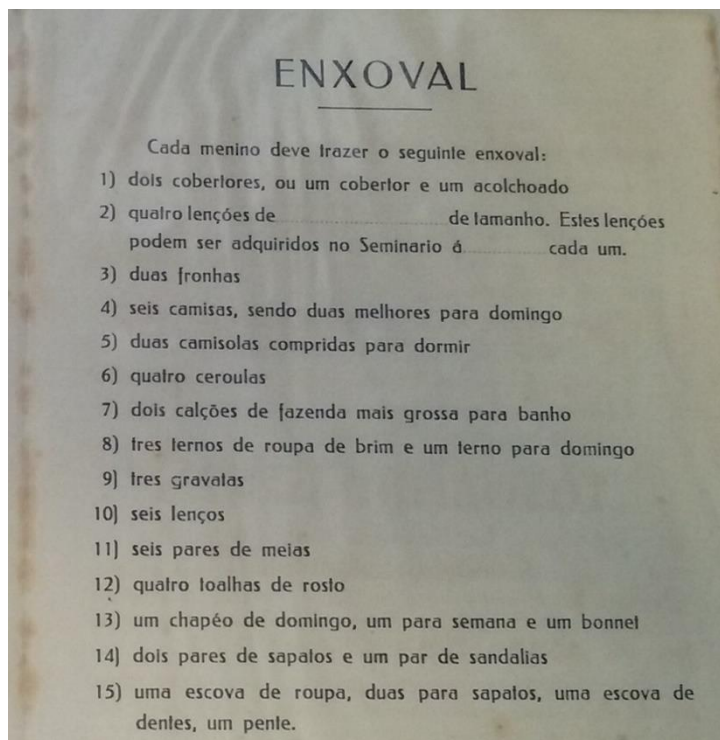 ENXOVAL
Cada menino deve trazer o seguinte enxoval:
1) dois cobertores, ou um cobertor e um acolchoado
2) quatro lenções de ........................ de tamanho. Estes lenções
podem ser adquiridos no Seminario á ............ cada um.
3) duas fronhas
4) seis camisas, sendo duas melhores para domingo
5) duas camisolas compridas para dormir
6) quatro ceroulas
7) dois calções de fazenda mais grossa para banho
8) tres ternos de roupa de brim e um terno para domingo
9) tres gravatas
10) seis lenços
11) seis pares de meias
12) quatro toalhas de rosto
13) um chapéo de domingo, um para semana e um bonnet
14) dois pares de sapatos e um par de sandalias
15) uma escova de roupa, duas para sapatos, uma escova de
dentes, um pente.